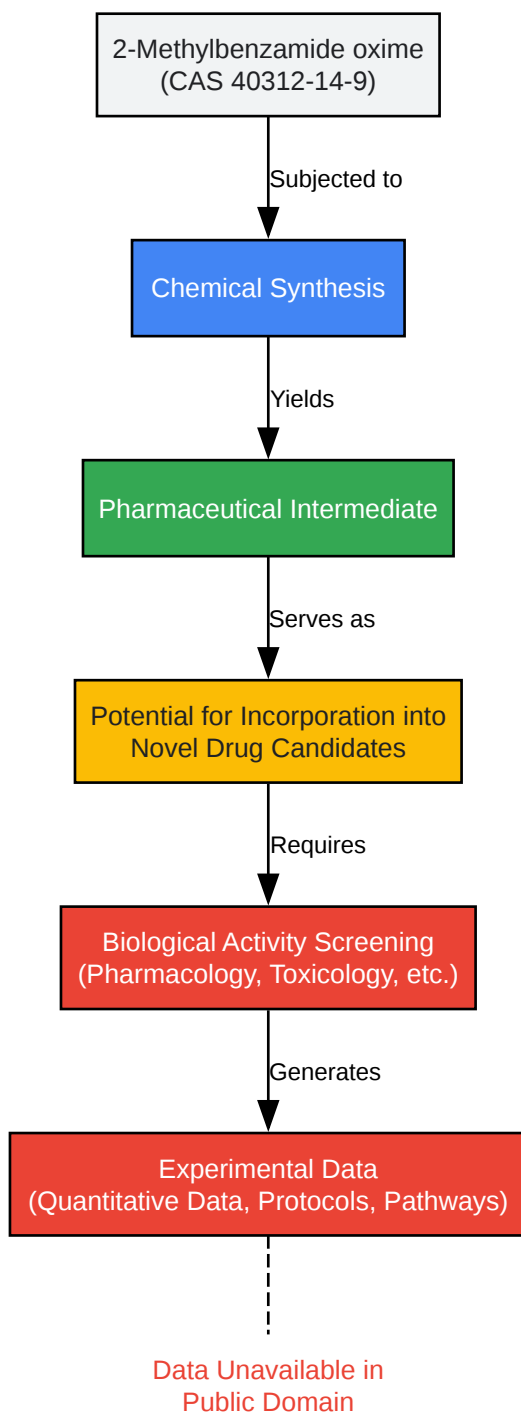 2-Methylbenzamide oxime
(CAS 40312-14-9)
Subjected to
Chemical Synthesis
Yields
Pharmaceutical Intermediate
Serves as
Potential for Incorporation into
Novel Drug Candidates
Requires
Biological Activity Screening
(Pharmacology, Toxicology, etc.)
Generates
Experimental Data
(Quantitative Data, Protocols, Pathways)
Data Unavailable in
Public Domain